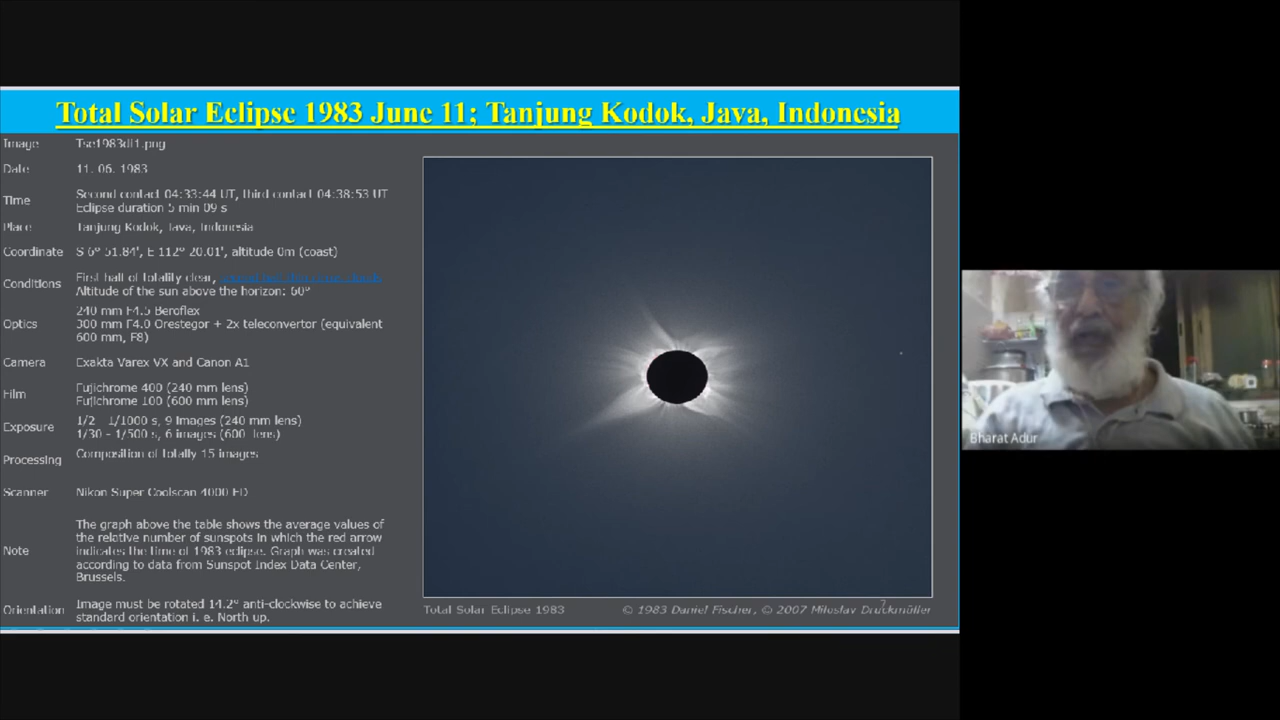 Total Solar Eclipse 1983 June 11; Tanjung Kodok, Java, Indonesia
Image Tse1983df1.png
Date 11. 06. 1983
Time Second contact 04:33:44 UT, third contact 04:38:53 UT
Eclipse duration 5 min 09 s
Place Tanjung Kodok, Java, Indonesia
Coordinate S 6° 51.84', E 112° 20.01', altitude 0m (coast)
Conditions First half of totality clear,
Altitude of the sun above the horizon: 60°
Optics 240 mm F4.5 Beroflex
300 mm F4.0 Orestegor + 2x teleconvertor (equivalent
600 mm, F8)
Camera Exakta Varex VX and Canon A1
Film Fujichrome 400 (240 mm lens)
Fujichrome 100 (600 mm lens)
Exposure 1/2 - 1/1000 s, 9 images (240 mm lens)
1/30 - 1/500 s, 6 images (600 lens)
Processing Composition of totally 15 images
Scanner Nikon Super Coolscan 4000 ED
Note The graph above the table shows the average values of
the relative number of sunspots in which the red arrow
indicates the time of 1983 eclipse. Graph was created
according to data from Sunspot Index Data Center,
Brussels.
Orientation Image must be rotated 14.2° anti-clockwise to achieve
standard orientation i. e. North up.
Total Solar Eclipse 1983 © 1983 Daniel Fischer, © 2007 Miloslav Druckmüller
7
Bharat Adur